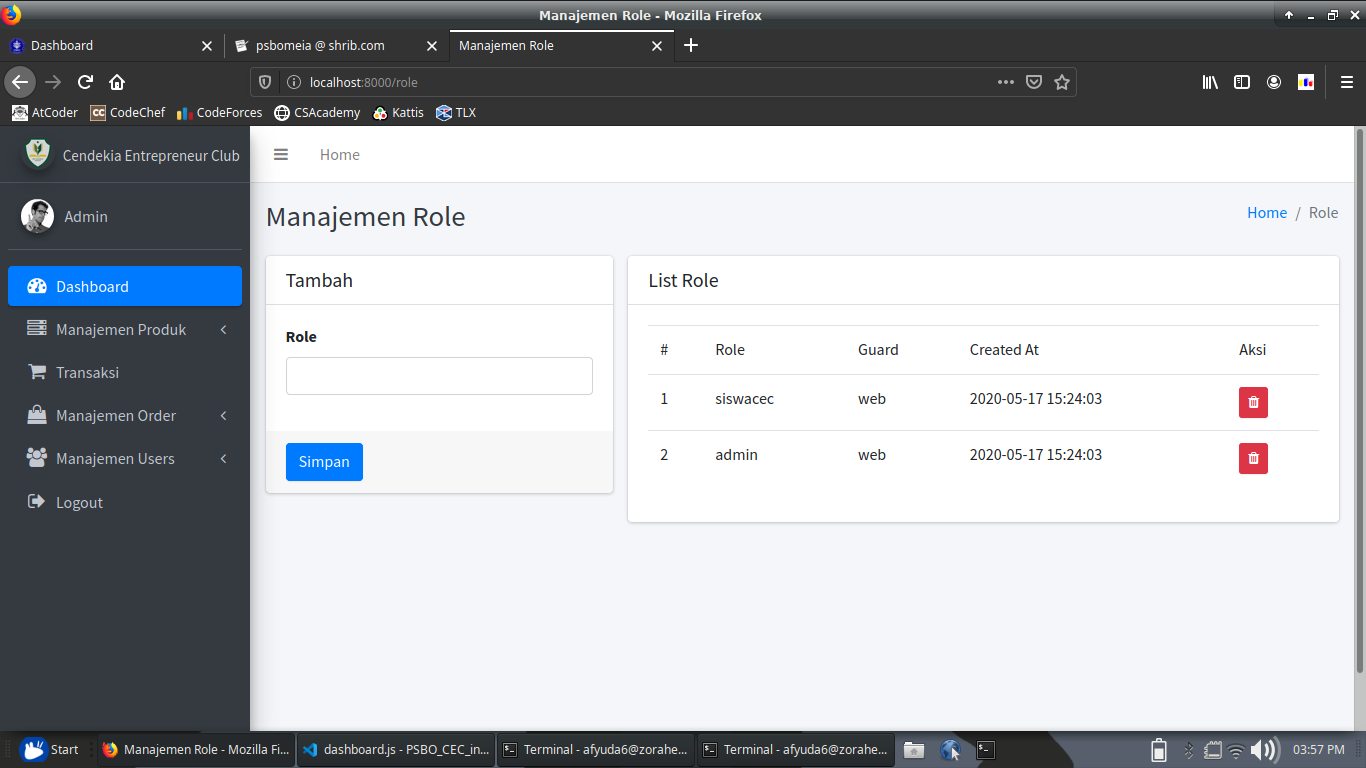 Manajemen Role - Mozilla Firefox
Dashboard
psbomeia @ shrib.com
Manajemen Role
localhost:8000/role
AtCoder
CC CodeChef
CodeForces
CSAcademy
Kattis
TLX
Cendekia Entrepreneur Club
Home
Admin
Manajemen Role
Home / Role
Dashboard
Manajemen Produk
Transaksi
Manajemen Order
Manajemen Users
Logout
Tambah
Role
Simpan
List Role
# Role Guard Created At Aksi
1 siswacec web 2020-05-17 15:24:03
2 admin web 2020-05-17 15:24:03
Start
Manajemen Role - Mozilla Fi...
dashboard.js - PSBO_CEC_in...
Terminal - afyuda6@zorahe...
Terminal - afyuda6@zorahe...
03:57 PM